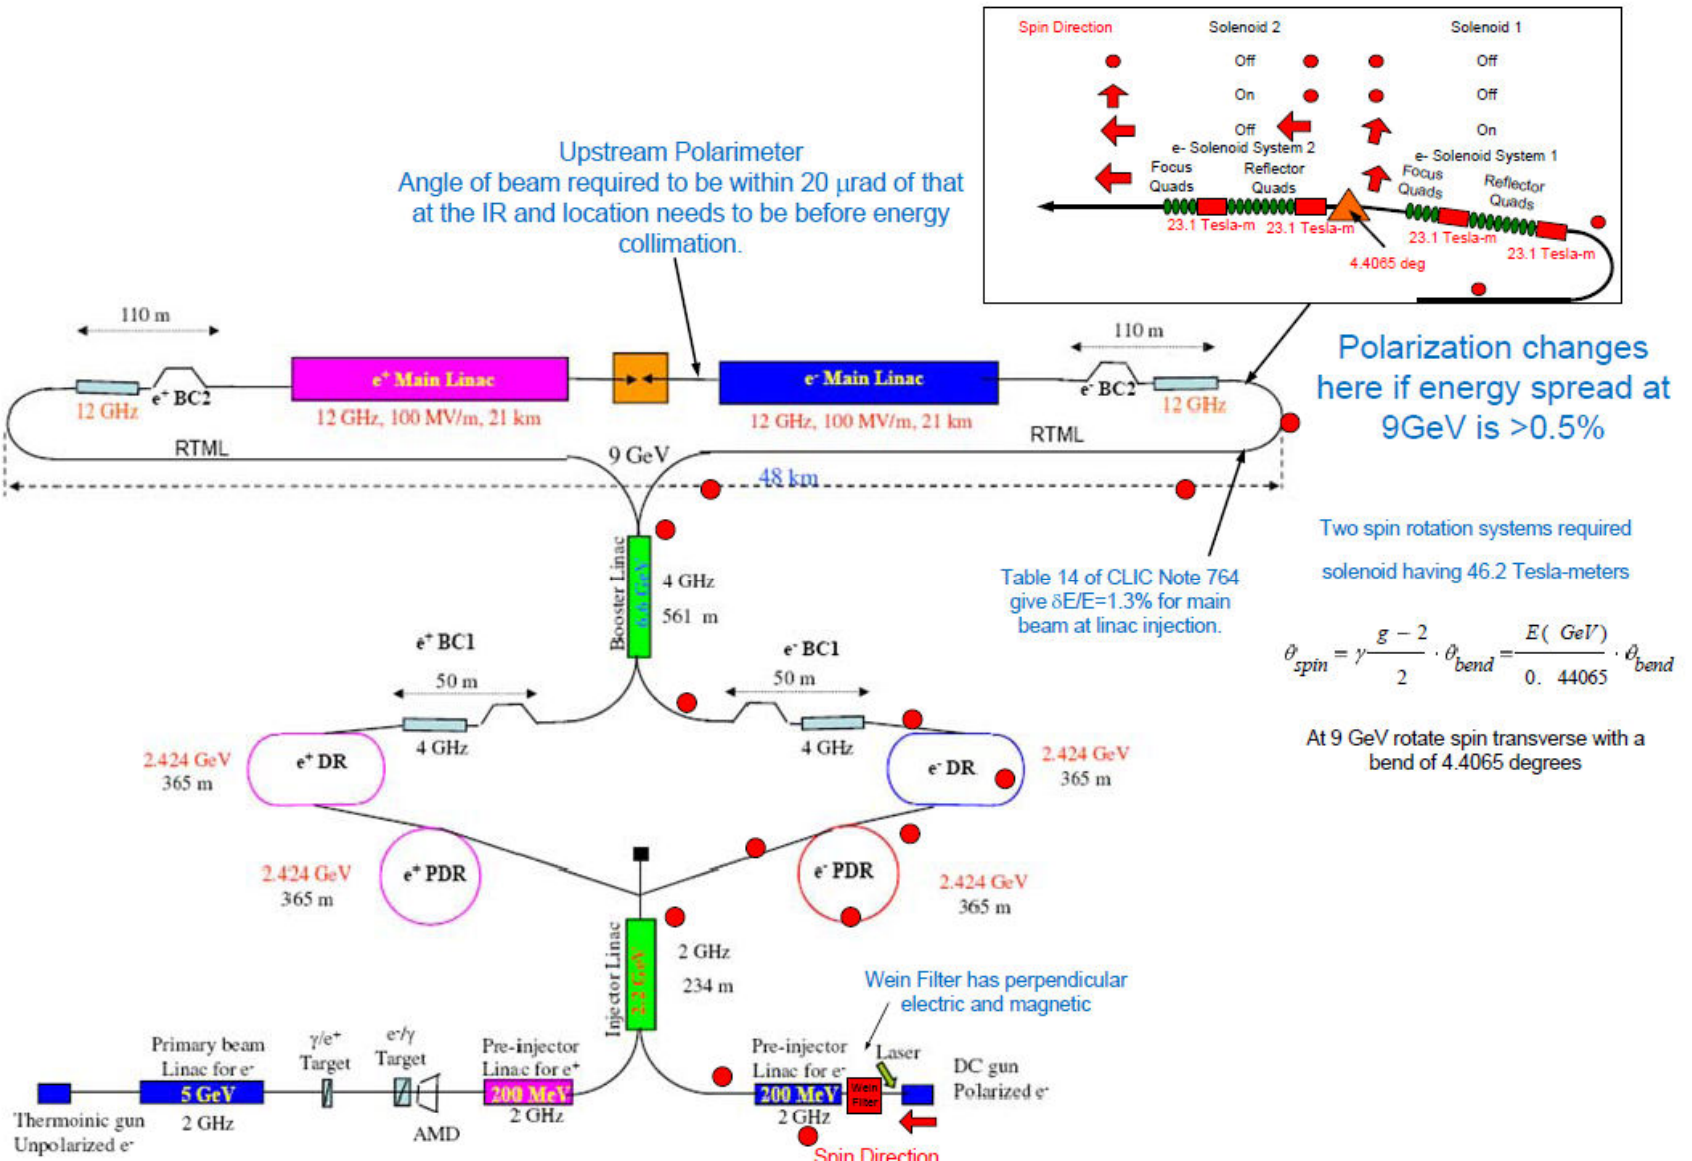 Spin Direction
Solenoid 2
Solenoid 1
Off
Off
On
Off
Off
On
e- Solenoid System 2
e- Solenoid System 1
Focus
Quads
Reflector
Quads
Focus
Quads
Reflector
Quads
23.1 Tesla-m
23.1 Tesla-m
23.1 Tesla-m
23.1 Tesla-m
4.4065 deg
Upstream Polarimeter
Angle of beam required to be within 20 μrad of that
at the IR and location needs to be before energy
collimation.
110 m
110 m
e⁺ Main Linac
e⁻ Main Linac
e⁺ BC2
e⁻ BC2
12 GHz
12 GHz
12 GHz, 100 MV/m, 21 km
12 GHz, 100 MV/m, 21 km
RTML
RTML
9 GeV
48 km
Polarization changes
here if energy spread at
9GeV is >0.5%
Two spin rotation systems required
solenoid having 46.2 Tesla-meters
Table 14 of CLIC Note 764
give δE/E=1.3% for main
beam at linac injection.
θspin = γ (g − 2)/2 · θbend = E( GeV)/0. 44065 · θbend
At 9 GeV rotate spin transverse with a
bend of 4.4065 degrees
Booster Linac
6.6 GeV
4 GHz
561 m
e⁺ BC1
e⁻ BC1
50 m
50 m
4 GHz
4 GHz
2.424 GeV
365 m
e⁺ DR
e⁻ DR
2.424 GeV
365 m
2.424 GeV
365 m
e⁺ PDR
e⁻ PDR
2.424 GeV
365 m
Injector Linac
2.2 GeV
2 GHz
234 m
Wein Filter has perpendicular
electric and magnetic
Primary beam
Linac for e⁻
5 GeV
2 GHz
γ/e⁺
Target
e⁻/γ
Target
AMD
Pre-injector
Linac for e⁺
200 MeV
2 GHz
Pre-injector
Linac for e⁻
200 MeV
2 GHz
Wein
Filter
Laser
DC gun
Polarized e⁻
Thermoinic gun
Unpolarized e⁻
Spin Direction